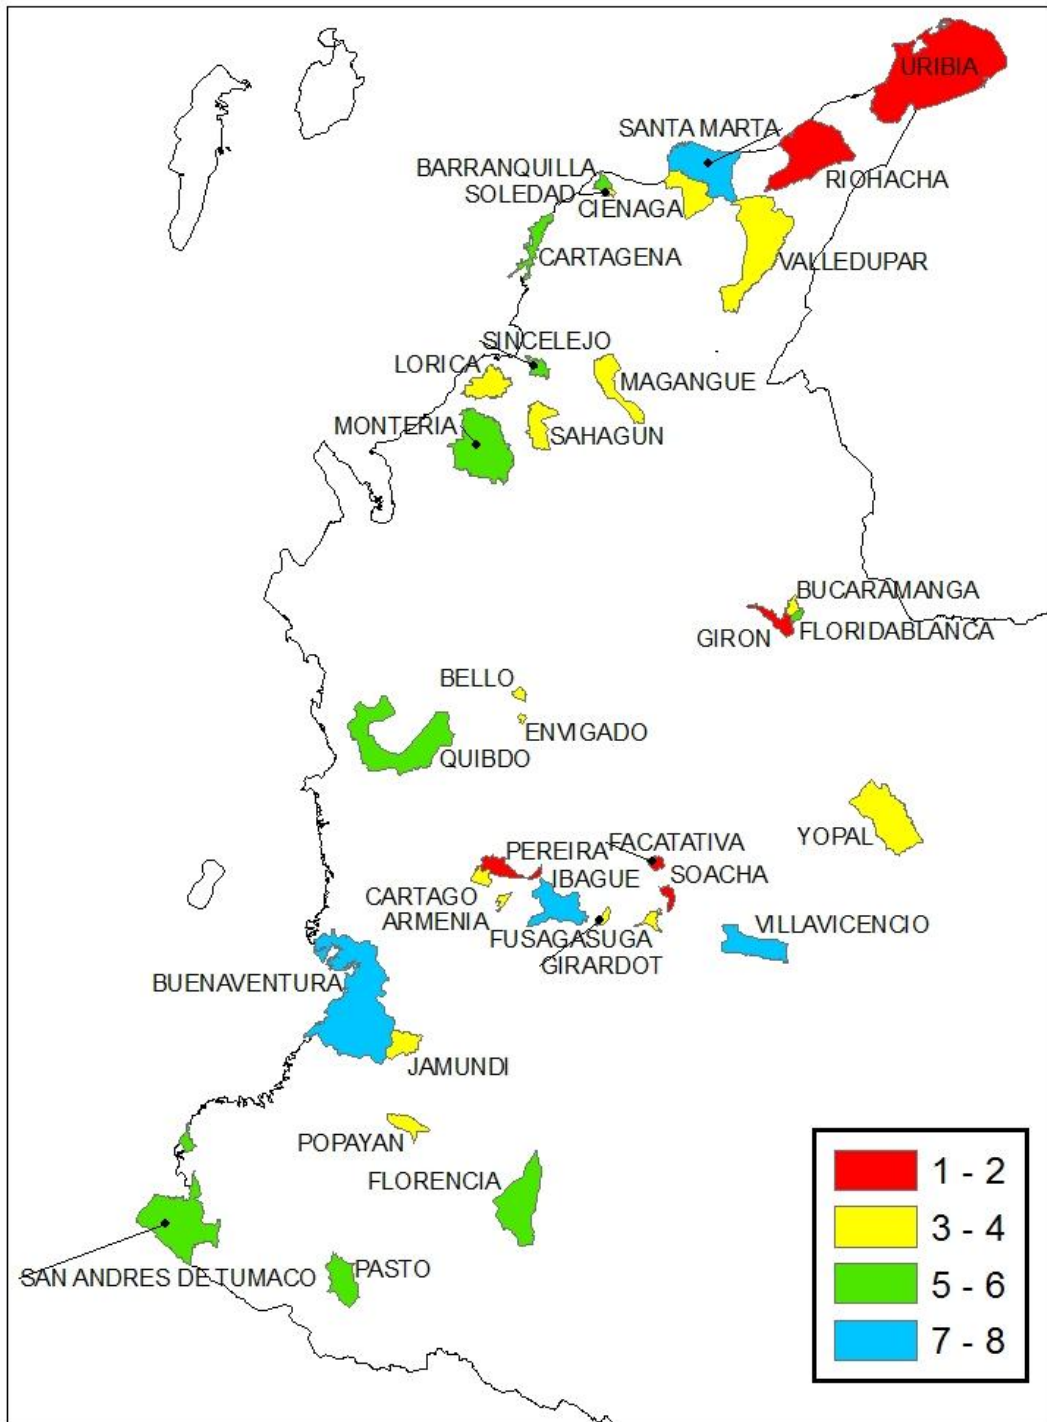 URIBIA
SANTA MARTA
BARRANQUILLA
RIOHACHA
SOLEDAD
CIENAGA
CARTAGENA
VALLEDUPAR
SINCELEJO
LORICA
MAGANGUE
MONTERIA
SAHAGUN
BUCARAMANGA
GIRON
FLORIDABLANCA
BELLO
ENVIGADO
QUIBDO
YOPAL
FACATATIVA
PEREIRA
SOACHA
IBAGUE
CARTAGO
ARMENIA
VILLAVICENCIO
FUSAGASUGA
GIRARDOT
BUENAVENTURA
JAMUNDI
POPAYAN
FLORENCIA
SAN ANDRES DE TUMACO
PASTO
1 - 2
3 - 4
5 - 6
7 - 8